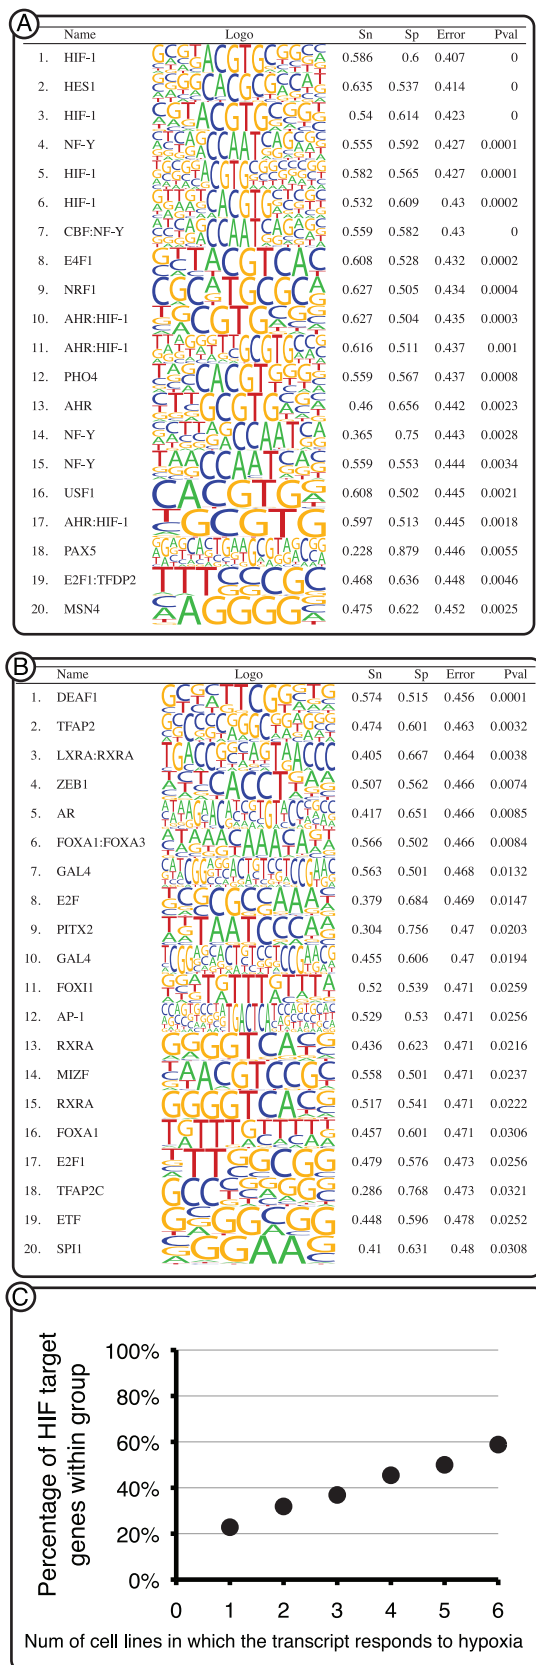 A
Name Logo Sn Sp Error Pval
1. HIF-1 0.586 0.6 0.407 0
2. HES1 0.635 0.537 0.414 0
3. HIF-1 0.54 0.614 0.423 0
4. NF-Y 0.555 0.592 0.427 0.0001
5. HIF-1 0.582 0.565 0.427 0.0001
6. HIF-1 0.532 0.609 0.43 0.0002
7. CBF:NF-Y 0.559 0.582 0.43 0
8. E4F1 0.608 0.528 0.432 0.0002
9. NRF1 0.627 0.505 0.434 0.0004
10. AHR:HIF-1 0.627 0.504 0.435 0.0003
11. AHR:HIF-1 0.616 0.511 0.437 0.001
12. PHO4 0.559 0.567 0.437 0.0008
13. AHR 0.46 0.656 0.442 0.0023
14. NF-Y 0.365 0.75 0.443 0.0028
15. NF-Y 0.559 0.553 0.444 0.0034
16. USF1 0.608 0.502 0.445 0.0021
17. AHR:HIF-1 0.597 0.513 0.445 0.0018
18. PAX5 0.228 0.879 0.446 0.0055
19. E2F1:TFDP2 0.468 0.636 0.448 0.0046
20. MSN4 0.475 0.622 0.452 0.0025
B
Name Logo Sn Sp Error Pval
1. DEAF1 0.574 0.515 0.456 0.0001
2. TFAP2 0.474 0.601 0.463 0.0032
3. LXRA:RXRA 0.405 0.667 0.464 0.0038
4. ZEB1 0.507 0.562 0.466 0.0074
5. AR 0.417 0.651 0.466 0.0085
6. FOXA1:FOXA3 0.566 0.502 0.466 0.0084
7. GAL4 0.563 0.501 0.468 0.0132
8. E2F 0.379 0.684 0.469 0.0147
9. PITX2 0.304 0.756 0.47 0.0203
10. GAL4 0.455 0.606 0.47 0.0194
11. FOXI1 0.52 0.539 0.471 0.0259
12. AP-1 0.529 0.53 0.471 0.0256
13. RXRA 0.436 0.623 0.471 0.0216
14. MIZF 0.558 0.501 0.471 0.0237
15. RXRA 0.517 0.541 0.471 0.0222
16. FOXA1 0.457 0.601 0.471 0.0306
17. E2F1 0.479 0.576 0.473 0.0256
18. TFAP2C 0.286 0.768 0.473 0.0321
19. ETF 0.448 0.596 0.478 0.0252
20. SPI1 0.41 0.631 0.48 0.0308
C
Percentage of HIF target
genes within group
100%
80%
60%
40%
20%
0%
0 1 2 3 4 5 6
Num of cell lines in which the transcript responds to hypoxia